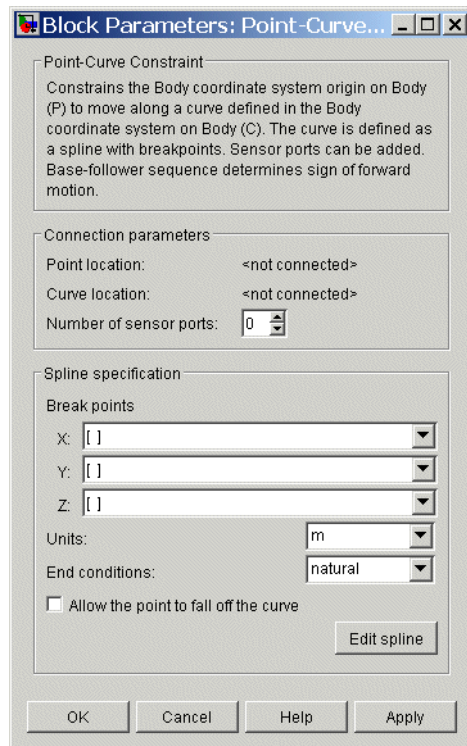 Block Parameters: Point-Curve...
Point-Curve Constraint
Constrains the Body coordinate system origin on Body
(P) to move along a curve defined in the Body
coordinate system on Body (C). The curve is defined as
a spline with breakpoints. Sensor ports can be added.
Base-follower sequence determines sign of forward
motion.
Connection parameters
Point location: <not connected>
Curve location: <not connected>
Number of sensor ports: 0
Spline specification
Break points
X: [ ]
Y: [ ]
Z: [ ]
Units: m
End conditions: natural
Allow the point to fall off the curve
Edit spline
OK Cancel Help Apply